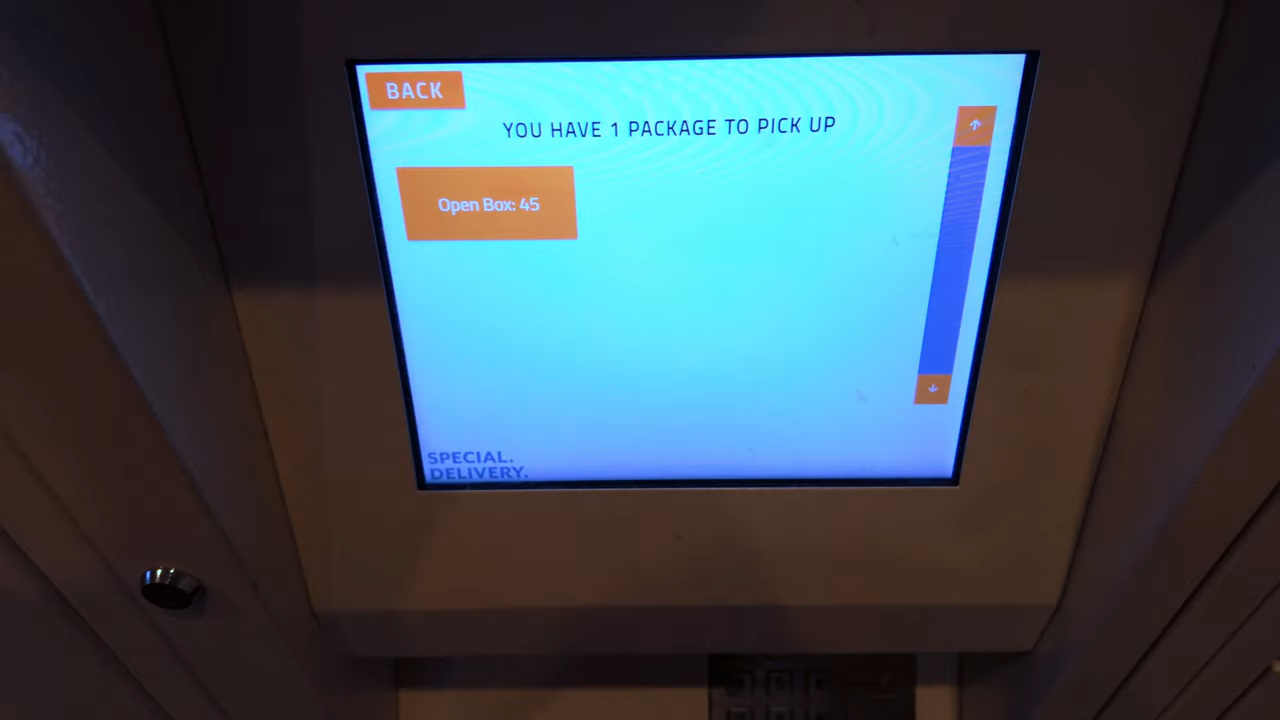 BACK
YOU HAVE 1 PACKAGE TO PICK UP
Open Box: 45
SPECIAL.
DELIVERY.